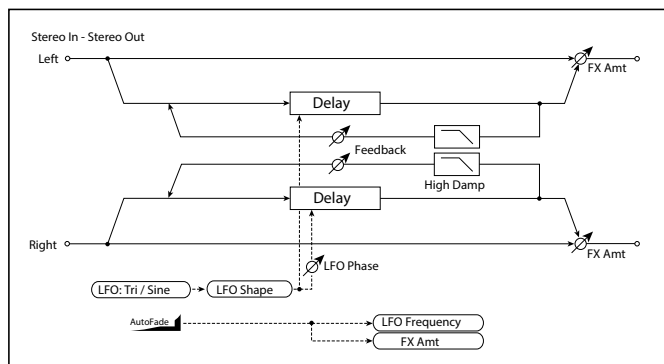 Stereo In - Stereo Out
Left
FX Amt
Delay
Feedback
High Damp
Delay
Right
FX Amt
LFO Phase
LFO: Tri / Sine
LFO Shape
AutoFade
LFO Frequency
FX Amt